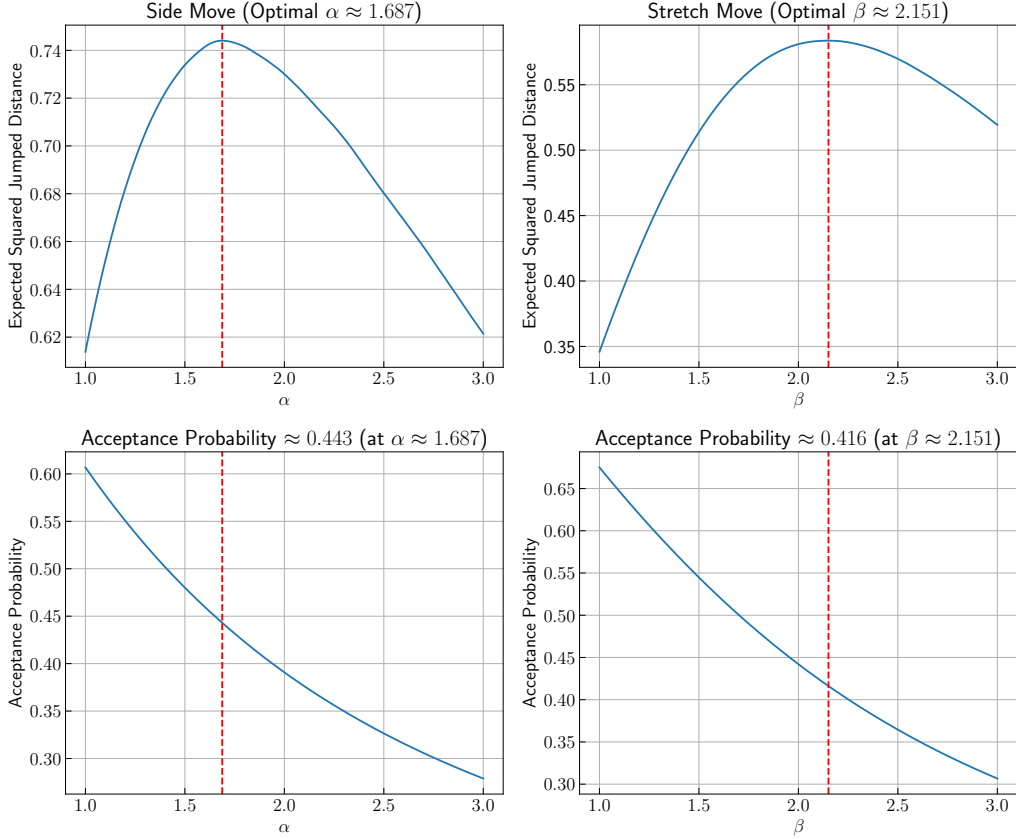 Side Move (Optimal α ≈ 1.687)
Expected Squared Jumped Distance
0.74
0.72
0.70
0.68
0.66
0.64
0.62
1.0 1.5 2.0 2.5 3.0
α
Stretch Move (Optimal β ≈ 2.151)
Expected Squared Jumped Distance
0.55
0.50
0.45
0.40
0.35
1.0 1.5 2.0 2.5 3.0
β
Acceptance Probability ≈ 0.443 (at α ≈ 1.687)
Acceptance Probability
0.60
0.55
0.50
0.45
0.40
0.35
0.30
1.0 1.5 2.0 2.5 3.0
α
Acceptance Probability ≈ 0.416 (at β ≈ 2.151)
Acceptance Probability
0.65
0.60
0.55
0.50
0.45
0.40
0.35
0.30
1.0 1.5 2.0 2.5 3.0
β